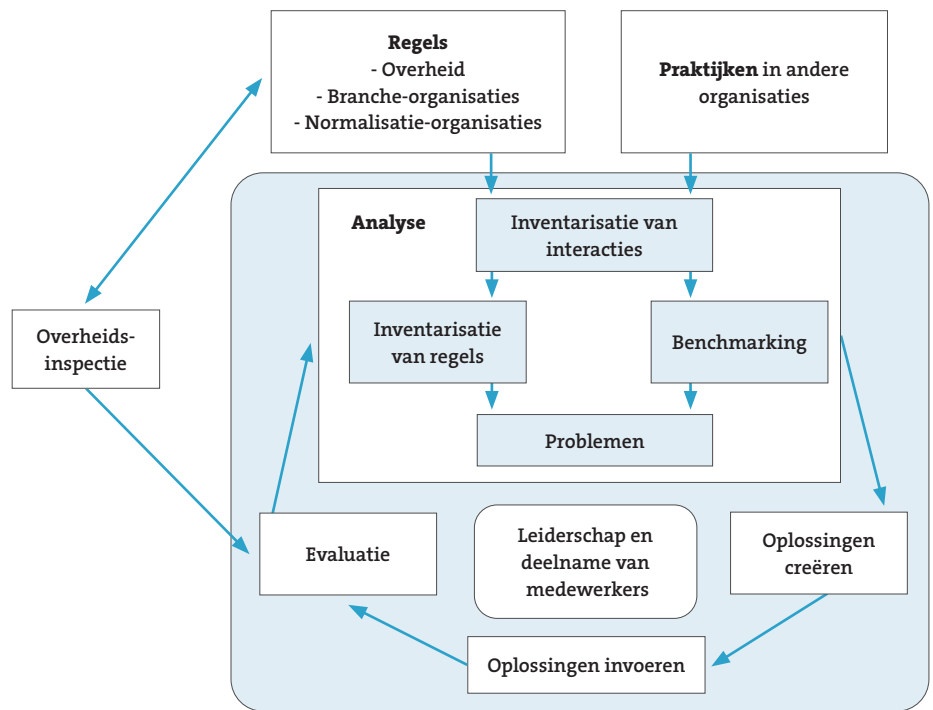 Regels
- Overheid
- Branche-organisaties
- Normalisatie-organisaties
Praktijken in andere
organisaties
Analyse
Inventarisatie van
interacties
Overheids-
inspectie
Inventarisatie
van regels
Benchmarking
Problemen
Evaluatie
Leiderschap en
deelname van
medewerkers
Oplossingen
creëren
Oplossingen invoeren